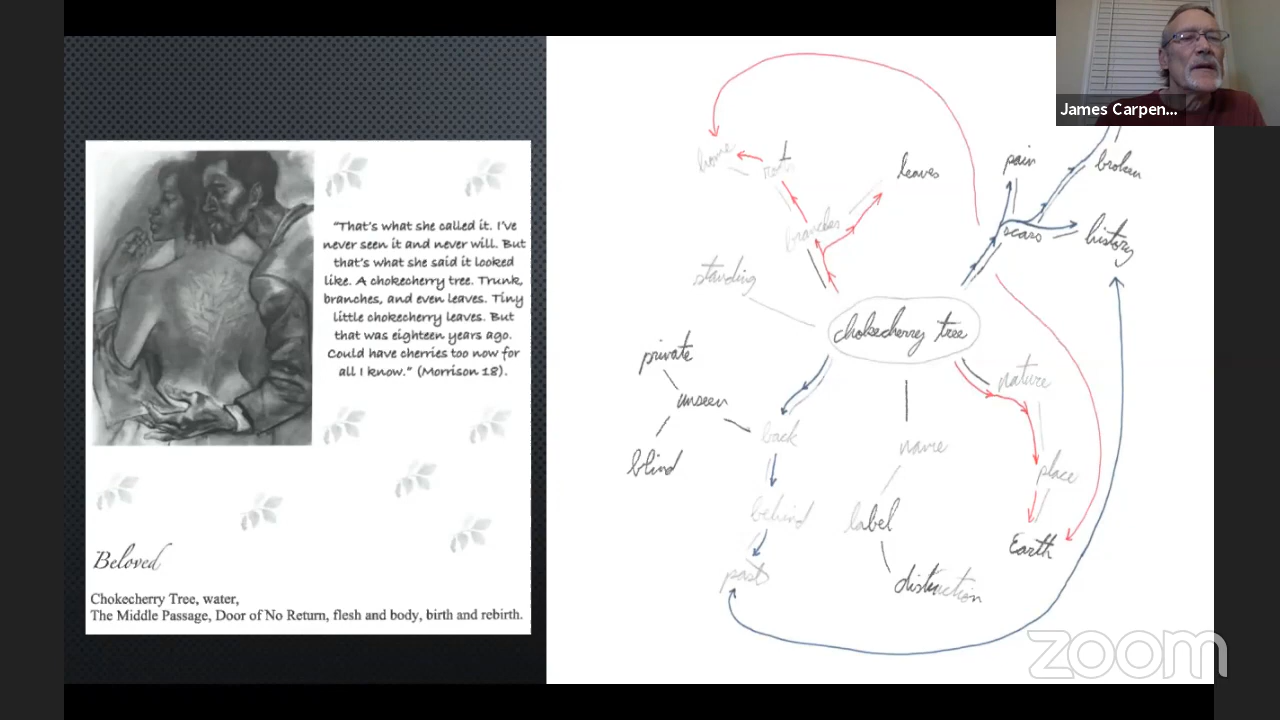 James Carpen...
“That’s what she called it. I’ve
never seen it and never will. But
that’s what she said it looked
like. A chokecherry tree. Trunk,
branches, and even leaves. Tiny
little chokecherry leaves. But
that was eighteen years ago.
Could have cherries too now for
all I know.” (Morrison 18).
Beloved
Chokecherry Tree, water,
The Middle Passage, Door of No Return, flesh and body, birth and rebirth.
home
roots
leaves
pain
broken
branches
scars
history
standing
chokecherry tree
private
unseen
blind
back
behind
past
name
label
distinction
nature
place
Earth
zoom